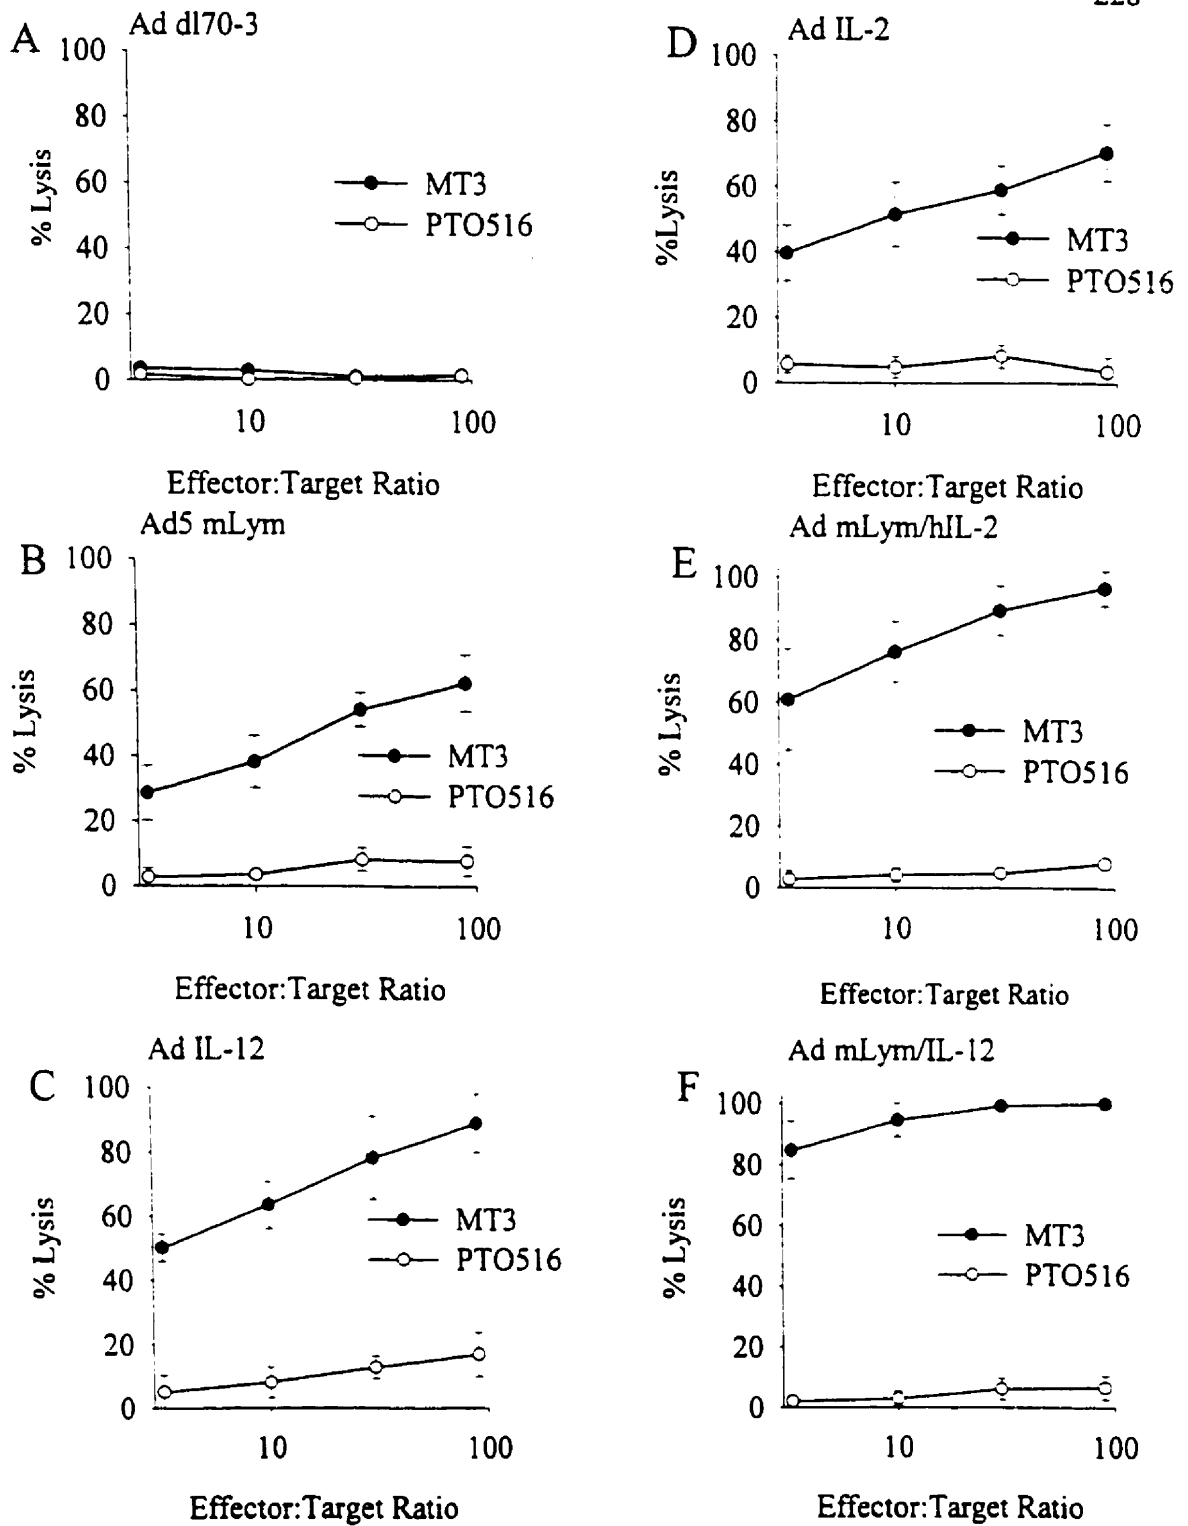 A Ad dl70-3
100
80
60
40
20
0
% Lysis
MT3
PTO516
10 100
Effector:Target Ratio
B Ad5 mLym
100
80
60
40
20
0
% Lysis
MT3
PTO516
10 100
Effector:Target Ratio
C Ad IL-12
100
80
60
40
20
0
% Lysis
MT3
PTO516
10 100
Effector:Target Ratio
D Ad IL-2
100
80
60
40
20
0
%Lysis
MT3
PTO516
10 100
Effector:Target Ratio
E Ad mLym/hIL-2
100
80
60
40
20
0
% Lysis
MT3
PTO516
10 100
Effector:Target Ratio
F Ad mLym/IL-12
100
80
60
40
20
0
% Lysis
MT3
PTO516
10 100
Effector:Target Ratio